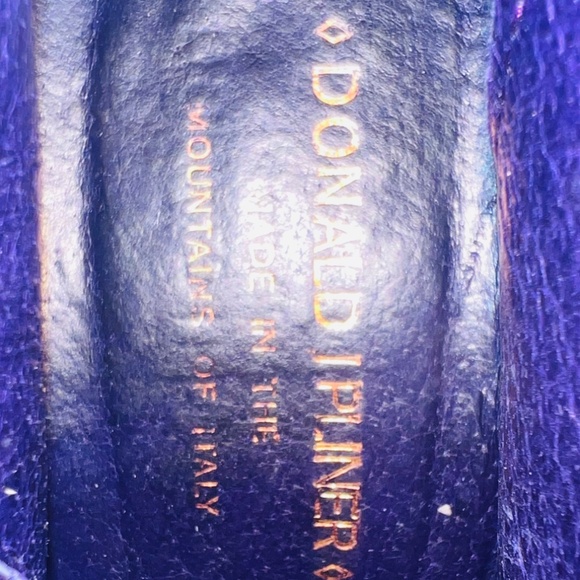 ◇ DONALD J PLINER ◇
MADE IN THE
MOUNTAINS OF ITALY